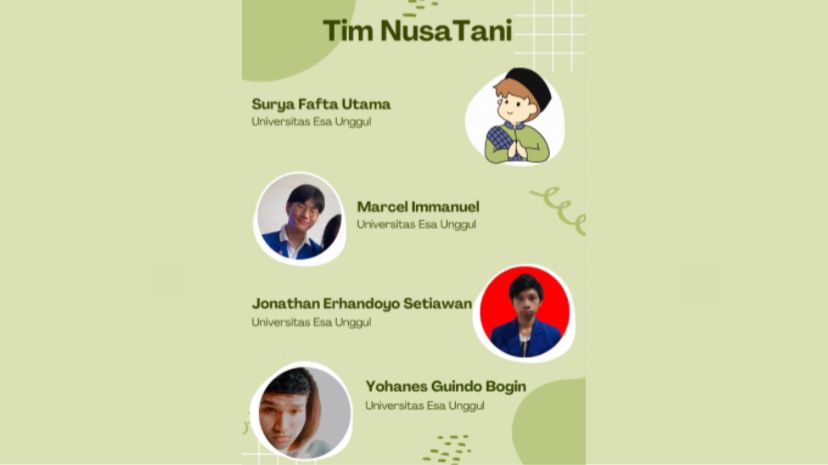 Tim NusaTani
Surya Fafta Utama
Universitas Esa Unggul
Marcel Immanuel
Universitas Esa Unggul
Jonathan Erhandoyo Setiawan
Universitas Esa Unggul
Yohanes Guindo Bogin
Universitas Esa Unggul